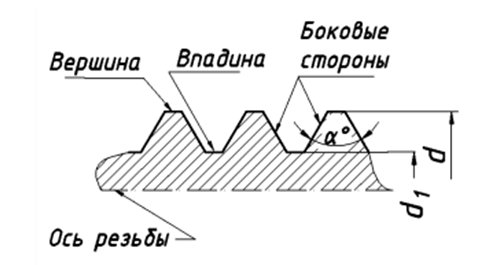 Боковые
стороны
Вершина
Впадина
α°
d
d1
Ось резьбы